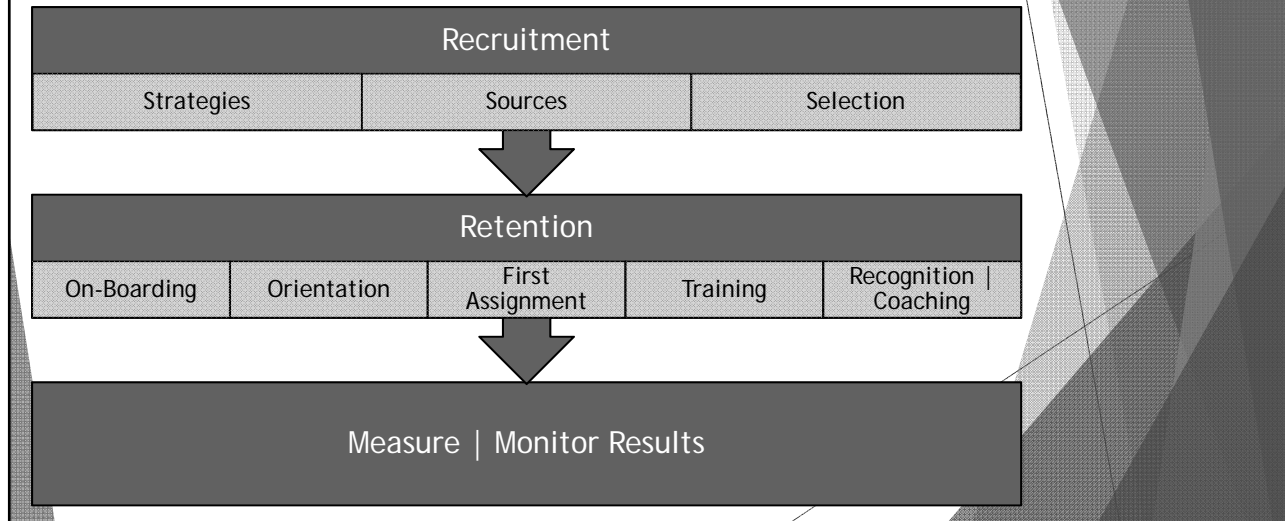 Recruitment
Strategies
Sources
Selection
Retention
On-Boarding
Orientation
First
Assignment
Training
Recognition |
Coaching
Measure | Monitor Results